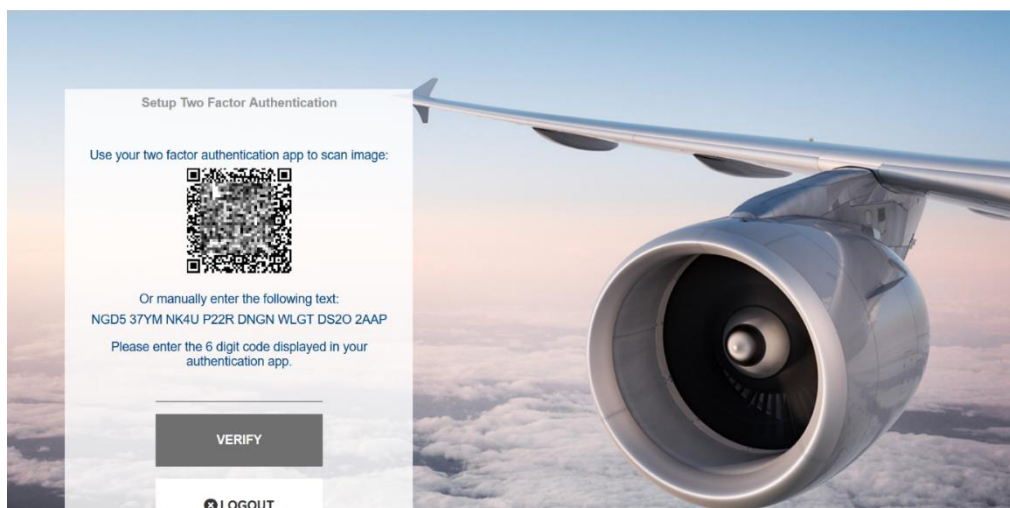 Setup Two Factor Authentication
Use your two factor authentication app to scan image:
Or manually enter the following text:
NGD5 37YM NK4U P22R DNGN WLGT DS2O 2AAP
Please enter the 6 digit code displayed in your
authentication app.
VERIFY
LOGOUT